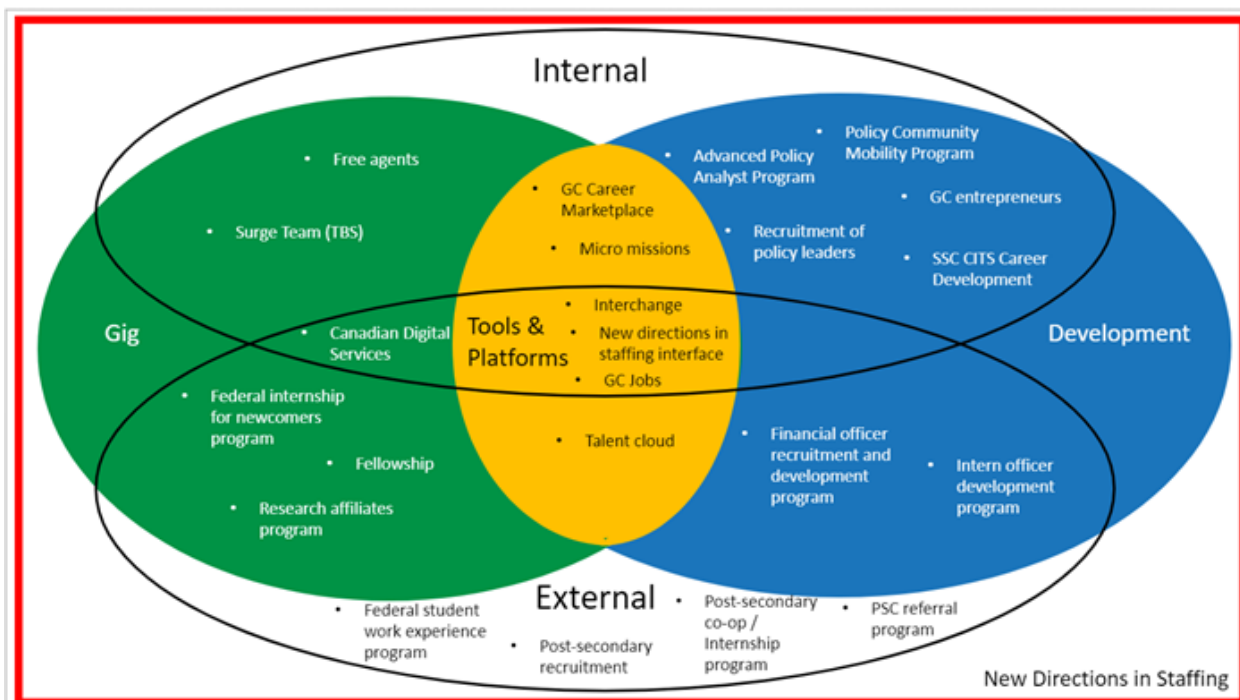 Internal
• Free agents
• Surge Team (TBS)
Gig
• Canadian Digital
Services
• Federal internship
for newcomers
program
• Fellowship
• Research affiliates
program
• GC Career
Marketplace
• Micro missions
• Interchange
Tools &
Platforms
• New directions in
staffing interface
• GC Jobs
• Talent cloud
• Advanced Policy
Analyst Program
• Policy Community
Mobility Program
• GC entrepreneurs
• Recruitment of
policy leaders
• SSC CITS Career
Development
Development
• Financial officer
recruitment and
development
program
• Intern officer
development
program
External
• Federal student
work experience
program
• Post-secondary
recruitment
• Post-secondary
co-op /
Internship
program
• PSC referral
program
New Directions in Staffing